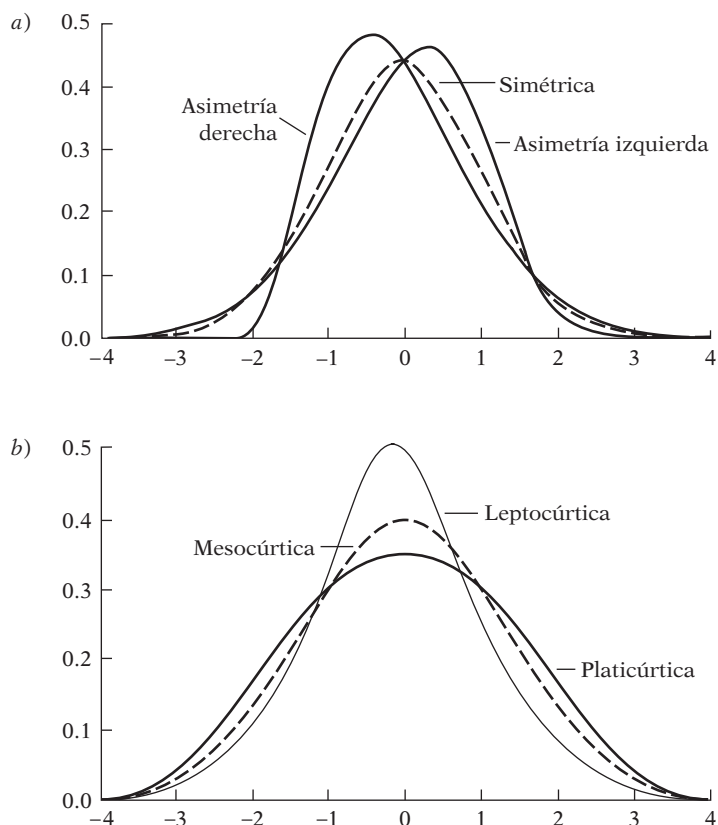 a)
0.5
0.4
0.3
0.2
0.1
0.0
Asimetría
derecha
Simétrica
Asimetría izquierda
–4 –3 –2 –1 0 1 2 3 4
b)
0.5
0.4
0.3
0.2
0.1
0.0
Leptocúrtica
Mesocúrtica
Platicúrtica
–4 –3 –2 –1 0 1 2 3 4